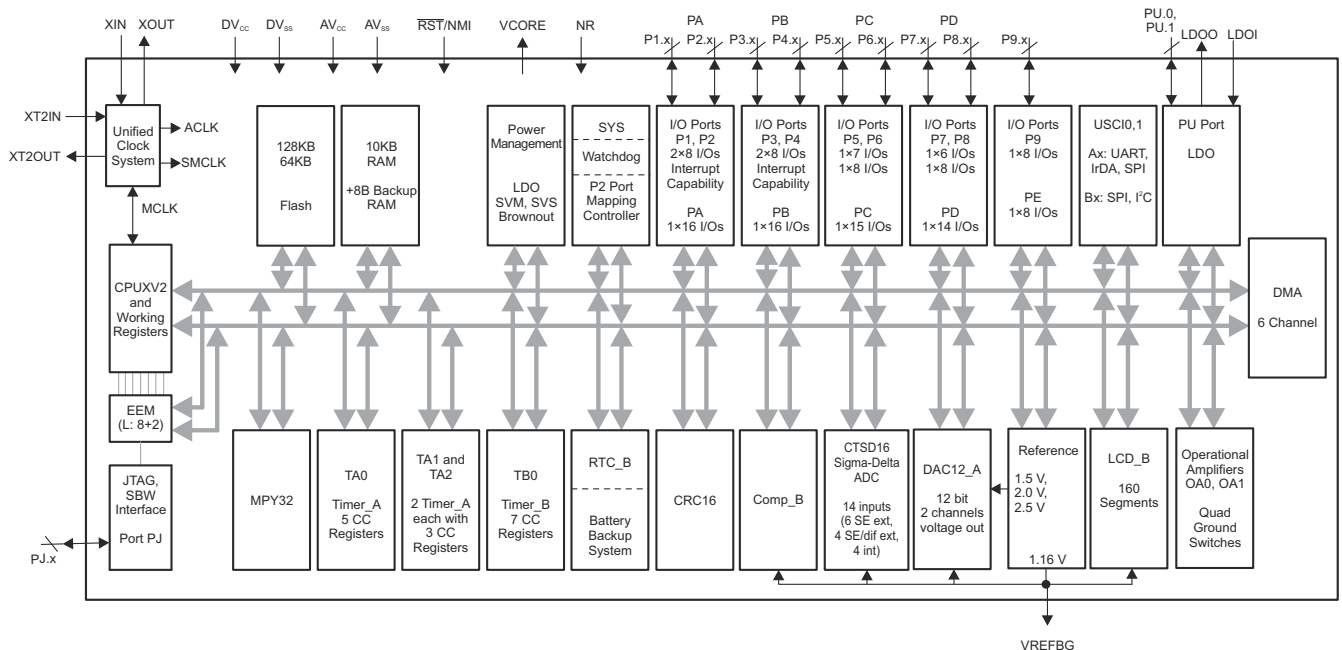 XIN
XOUT
DVCC
DVSS
AVCC
AVSS
RST/NMI
VCORE
NR
PA
P1.x
P2.x
PB
P3.x
P4.x
PC
P5.x
P6.x
PD
P7.x
P8.x
P9.x
PU.0,
PU.1
LDOO
LDOI
XT2IN
XT2OUT
Unified
Clock
System
ACLK
SMCLK
MCLK
128KB
64KB
Flash
10KB
RAM
+8B Backup
RAM
Power
Management
LDO
SVM, SVS
Brownout
SYS
Watchdog
P2 Port
Mapping
Controller
I/O Ports
P1, P2
2×8 I/Os
Interrupt
Capability
PA
1×16 I/Os
I/O Ports
P3, P4
2×8 I/Os
Interrupt
Capability
PB
1×16 I/Os
I/O Ports
P5, P6
1×7 I/Os
1×8 I/Os
PC
1×15 I/Os
I/O Ports
P7, P8
1×6 I/Os
1×8 I/Os
PD
1×14 I/Os
I/O Ports
P9
1×8 I/Os
PE
1×8 I/Os
USCI0,1
Ax: UART,
IrDA, SPI
Bx: SPI, I²C
PU Port
LDO
CPUXV2
and
Working
Registers
DMA
6 Channel
EEM
(L: 8+2)
JTAG,
SBW
Interface
Port PJ
PJ.x
MPY32
TA0
Timer_A
5 CC
Registers
TA1 and
TA2
2 Timer_A
each with
3 CC
Registers
TB0
Timer_B
7 CC
Registers
RTC_B
Battery
Backup
System
CRC16
Comp_B
CTSD16
Sigma-Delta
ADC
14 inputs
(6 SE ext,
4 SE/dif ext,
4 int)
DAC12_A
12 bit
2 channels
voltage out
Reference
1.5 V,
2.0 V,
2.5 V
1.16 V
LCD_B
160
Segments
Operational
Amplifiers
OA0, OA1
Quad
Ground
Switches
VREFBG